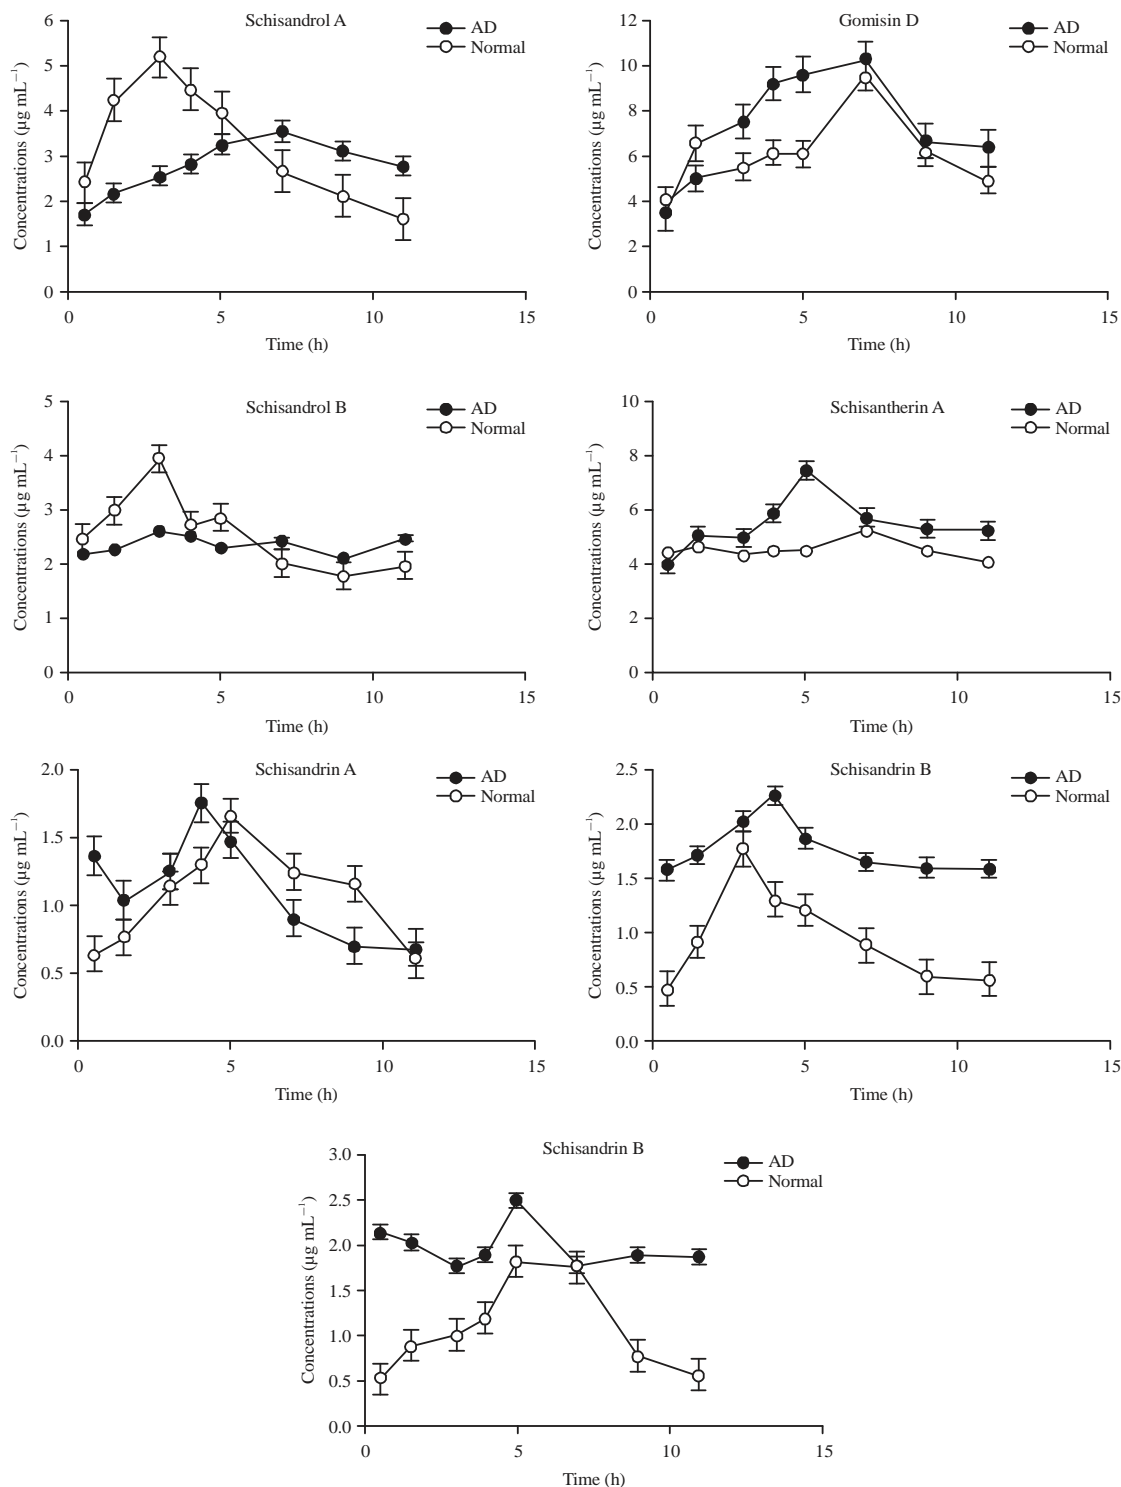 Schisandrol A
AD
Normal
Concentrations (µg mL−1)
6
5
4
3
2
1
0
0 5 10 15
Time (h)
Gomisin D
AD
Normal
Concentrations (µg mL−1)
12
10
8
6
4
2
0
0 5 10 15
Time (h)
Schisandrol B
AD
Normal
Concentrations (µg mL−1)
5
4
3
2
1
0
0 5 10 15
Time (h)
Schisantherin A
AD
Normal
Concentrations (µg mL−1)
10
8
6
4
2
0
0 5 10 15
Time (h)
Schisandrin A
AD
Normal
Concentrations (µg mL−1)
2.0
1.5
1.0
0.5
0.0
0 5 10 15
Time (h)
Schisandrin B
AD
Normal
Concentrations (µg mL−1)
2.5
2.0
1.5
1.0
0.5
0.0
0 5 10 15
Time (h)
Schisandrin B
AD
Normal
Concentrations (µg mL−1)
3.0
2.5
2.0
1.5
1.0
0.5
0.0
0 5 10 15
Time (h)